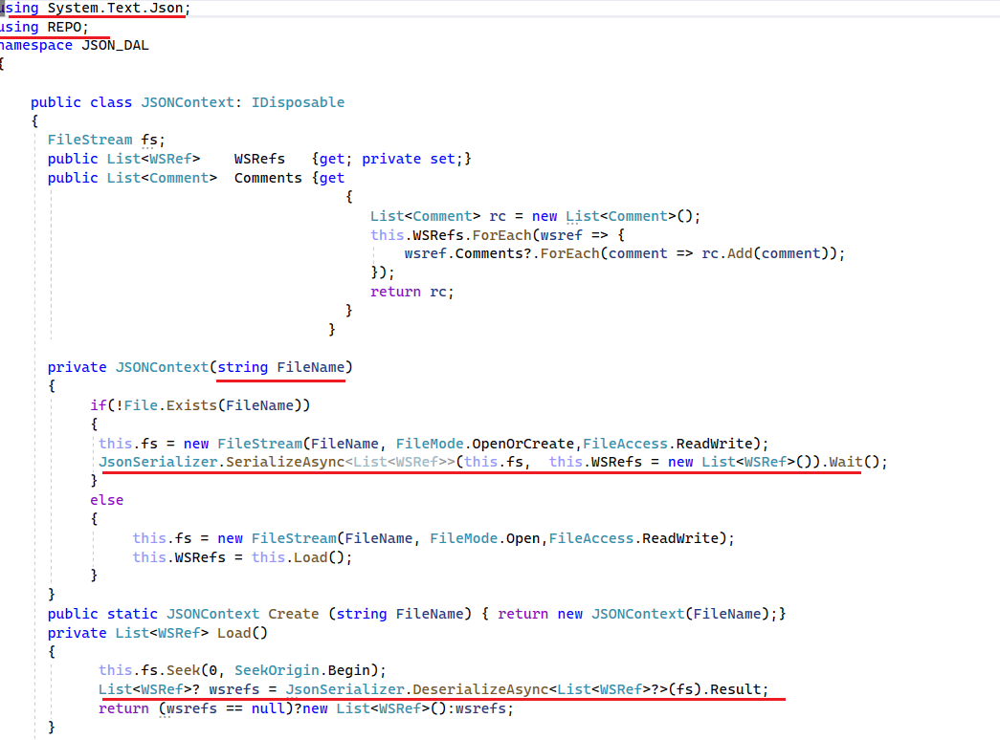 using System.Text.Json;
using REPO;
namespace JSON_DAL
{
public class JSONContext: IDisposable
{
FileStream fs;
public List<WSRef>    WSRefs   {get; private set;}
public List<Comment>  Comments {get
{
List<Comment> rc = new List<Comment>();
this.WSRefs.ForEach(wsref => {
wsref.Comments?.ForEach(comment => rc.Add(comment));
});
return rc;
}
}
private JSONContext(string FileName)
{
if(!File.Exists(FileName))
{
this.fs = new FileStream(FileName, FileMode.OpenOrCreate,FileAccess.ReadWrite);
JsonSerializer.SerializeAsync<List<WSRef>>(this.fs,  this.WSRefs = new List<WSRef>()).Wait();
}
else
{
this.fs = new FileStream(FileName, FileMode.Open,FileAccess.ReadWrite);
this.WSRefs = this.Load();
}
}
public static JSONContext Create (string FileName) { return new JSONContext(FileName);}
private List<WSRef> Load()
{
this.fs.Seek(0, SeekOrigin.Begin);
List<WSRef>? wsrefs = JsonSerializer.DeserializeAsync<List<WSRef>?>(fs).Result;
return (wsrefs == null)?new List<WSRef>():wsrefs;
}